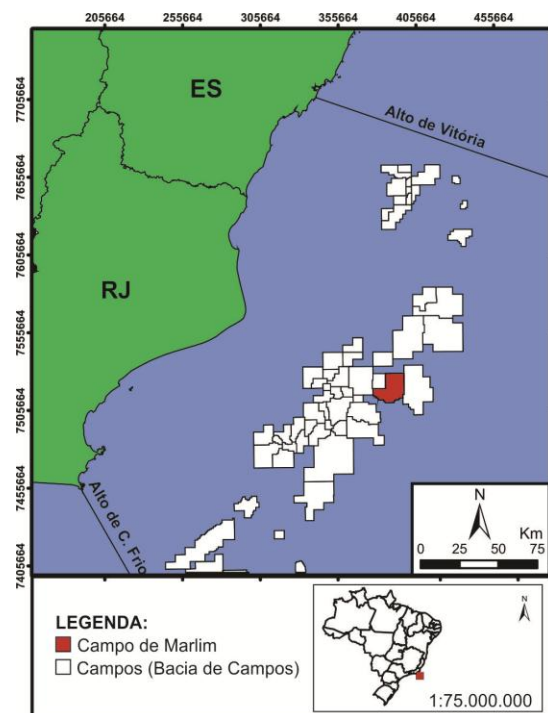 205664 255664 305664 355664 405664 455664
7705664
7655664
7605664
7555664
7505664
7455664
7405664
ES
Alto de Vitória
RJ
Alto de C. Frio
N
Km
0 25 50 75
LEGENDA:
Campo de Marlim
Campos (Bacia de Campos)
N
1:75.000.000